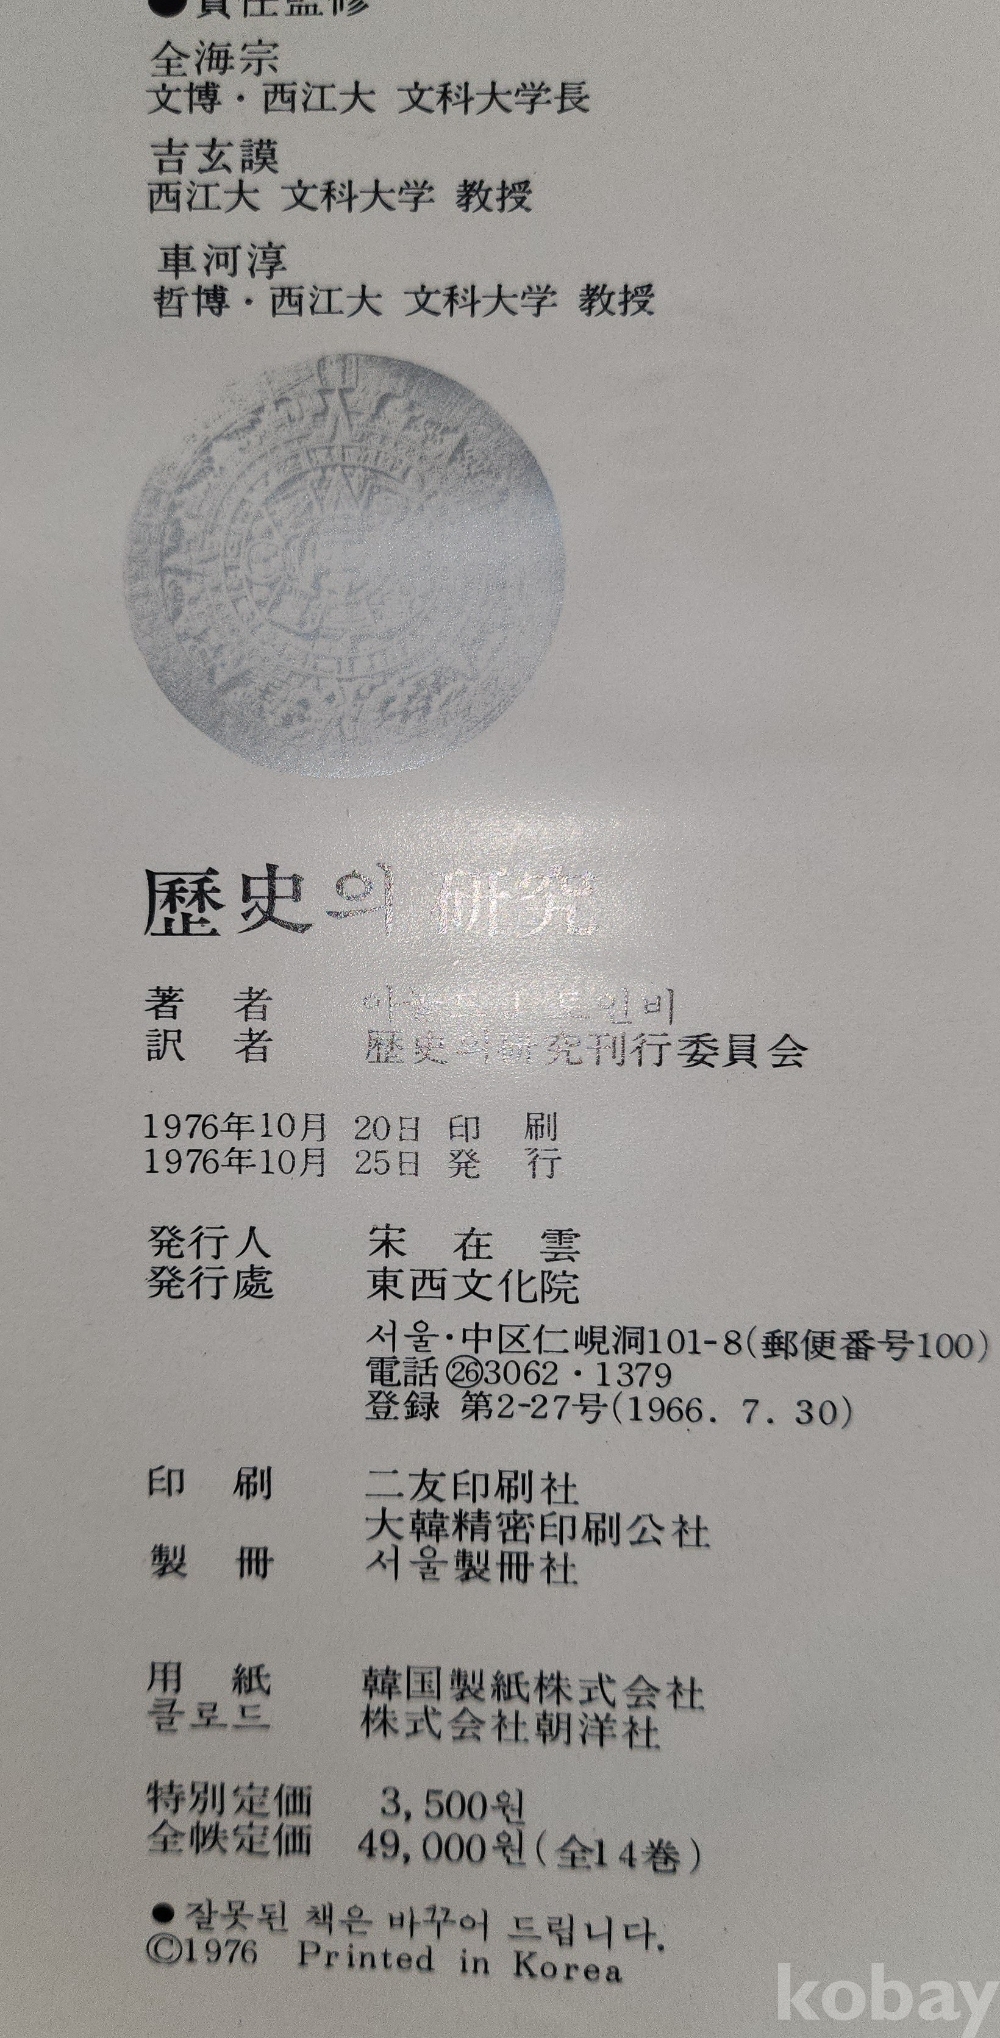 ●責任監修
全海宗
文博・西江大 文科大学長
吉玄謨
西江大 文科大学 教授
車河淳
哲博・西江大 文科大学 教授
歷史의 研究
著 者 아놀드 J. 토인비
訳 者 歷史의研究刊行委員会
1976年10月 20日 印 刷
1976年10月 25日 発 行
発行人 宋 在 雲
発行處 東西文化院
서울・中区仁峴洞101-8(郵便番号100)
電話㉖3062・1379
登録 第2-27号(1966. 7. 30)
印 刷 二友印刷社
大韓精密印刷公社
製 冊 서울製冊社
用 紙 韓国製紙株式会社
클로드 株式会社朝洋社
特別定価 3,500원
全帙定価 49,000원(全14巻)
●잘못된 책은 바꾸어 드립니다.
©1976 Printed in Korea
kobay